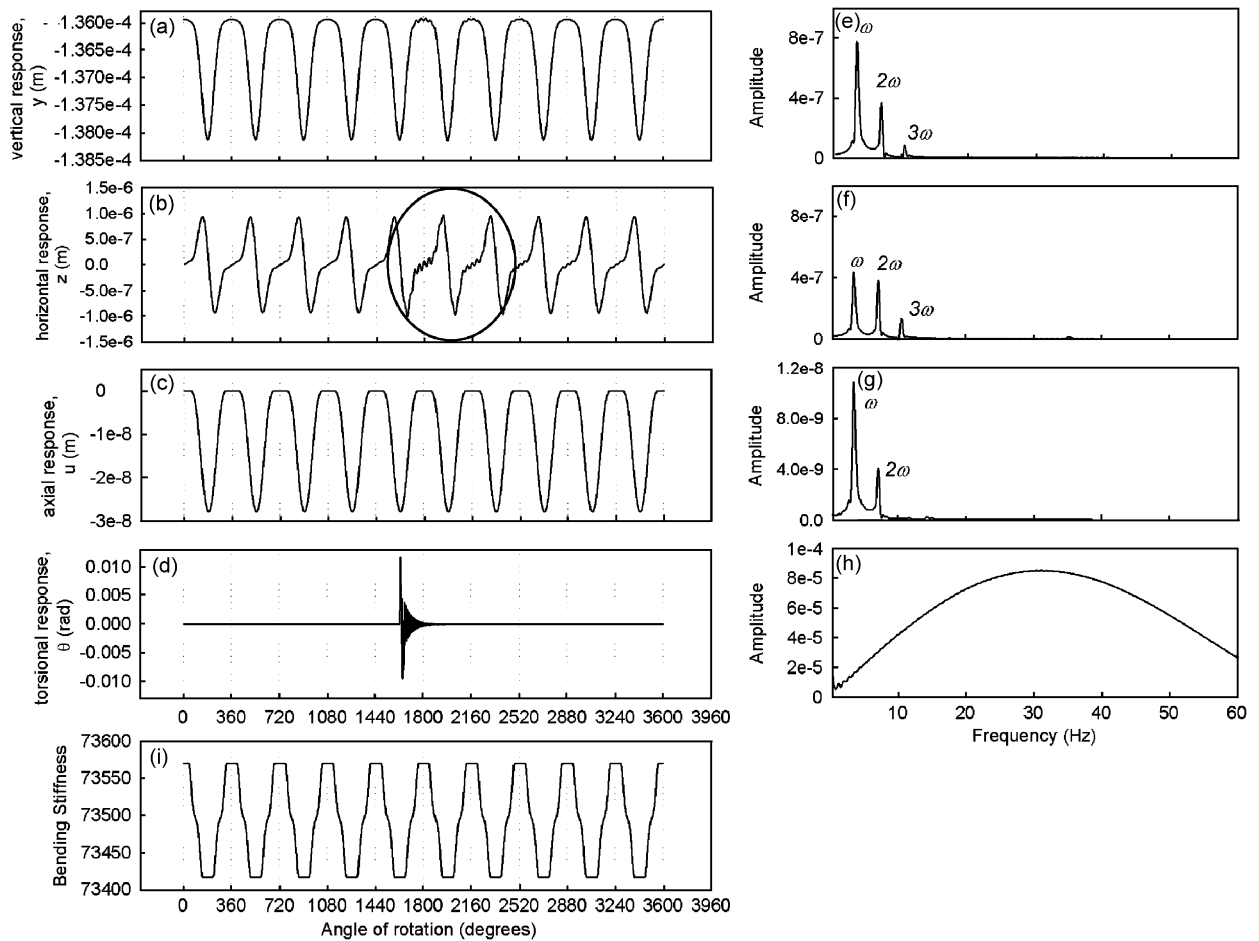 (a)
vertical response,
y (m)
-1.360e-4
-1.365e-4
-1.370e-4
-1.375e-4
-1.380e-4
-1.385e-4
(b)
horizontal response,
z (m)
1.5e-6
1.0e-6
5.0e-7
0.0
-5.0e-7
-1.0e-6
-1.5e-6
(c)
axial response,
u (m)
0
-1e-8
-2e-8
-3e-8
(d)
torsional response,
θ (rad)
0.010
0.005
0.000
-0.005
-0.010
0 360 720 1080 1440 1800 2160 2520 2880 3240 3600 3960
(i)
Bending Stiffness
73600
73550
73500
73450
73400
0 360 720 1080 1440 1800 2160 2520 2880 3240 3600 3960
Angle of rotation (degrees)
(e)
Amplitude
8e-7
4e-7
0
ω
2ω
3ω
(f)
Amplitude
8e-7
4e-7
0
ω
2ω
3ω
(g)
Amplitude
1.2e-8
8.0e-9
4.0e-9
0.0
ω
2ω
(h)
Amplitude
1e-4
8e-5
6e-5
4e-5
2e-5
0
10 20 30 40 50 60
Frequency (Hz)